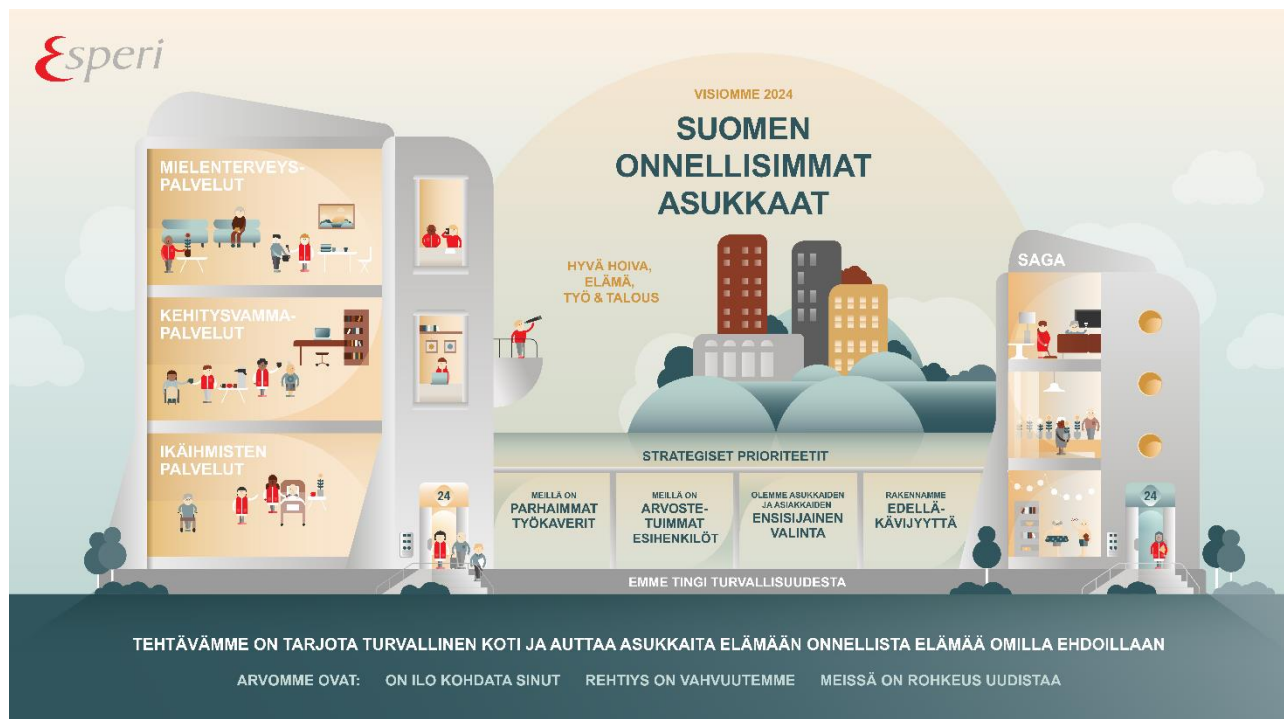 Esperi
VISIOMME 2024
SUOMEN
ONNELLISIMMAT
ASUKKAAT
HYVÄ HOIVA,
ELÄMÄ,
TYÖ & TALOUS
MIELENTERVEYS-
PALVELUT
KEHITYSVAMMA-
PALVELUT
IKÄIHMISTEN
PALVELUT
24
SAGA
24
STRATEGISET PRIORITEETIT
MEILLÄ ON
PARHAIMMAT
TYÖKAVERIT
MEILLÄ ON
ARVOSTE-
TUIMMAT
ESIHENKILÖT
OLEMME ASUKKAIDEN
JA ASIAKKAIDEN
ENSISIJAINEN
VALINTA
RAKENNAMME
EDELLÄ-
KÄVIJYYTTÄ
EMME TINGI TURVALLISUUDESTA
TEHTÄVÄMME ON TARJOTA TURVALLINEN KOTI JA AUTTAA ASUKKAITA ELÄMÄÄN ONNELLISTA ELÄMÄÄ OMILLA EHDOILLAAN
ARVOMME OVAT: ON ILO KOHDATA SINUT REHTIYS ON VAHVUUTEMME MEISSÄ ON ROHKEUS UUDISTAA